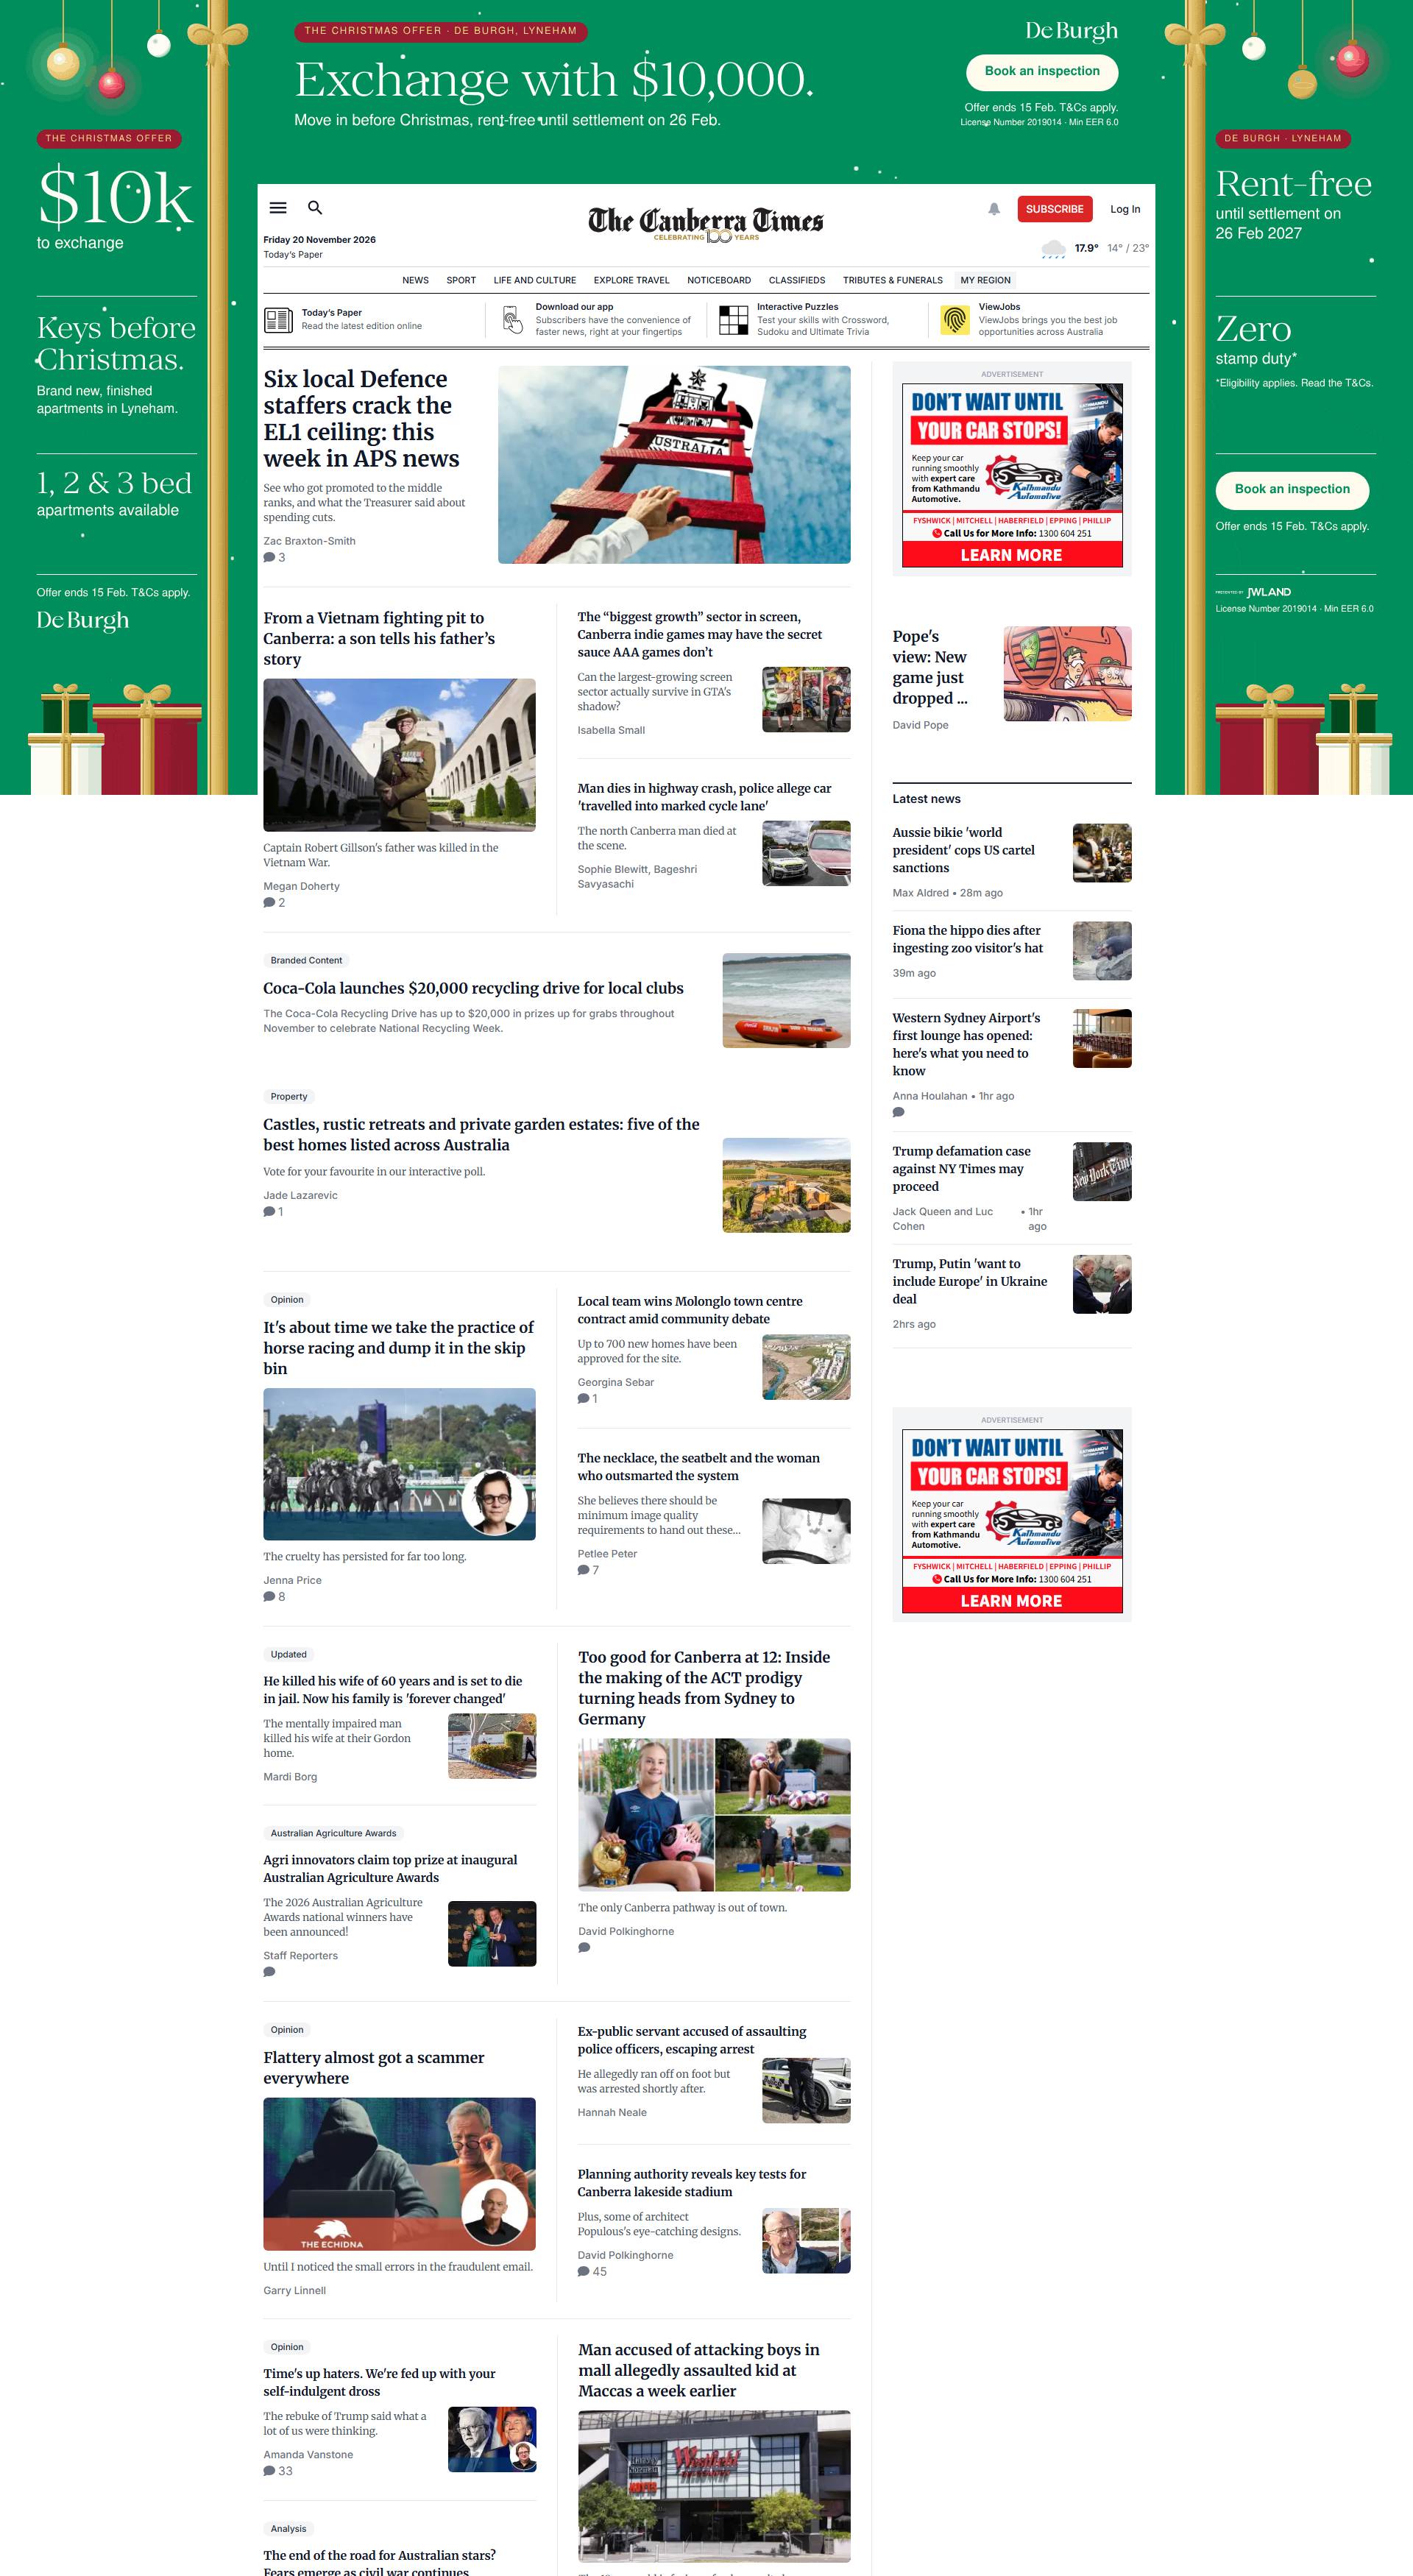 THE CHRISTMAS OFFER · DE BURGH, LYNEHAM
Exchange with $10,000.
Move in before Christmas, rent-free until settlement on 26 Feb.
De Burgh
Book an inspection
Offer ends 15 Feb. T&Cs apply.
License Number 2019014 · Min EER 6.0
THE CHRISTMAS OFFER
$10k
to exchange
Keys before
Christmas.
Brand new, finished
apartments in Lyneham.
1, 2 & 3 bed
apartments available
Offer ends 15 Feb. T&Cs apply.
De Burgh
DE BURGH · LYNEHAM
Rent-free
until settlement on
26 Feb 2027
Zero
stamp duty*
*Eligibility applies. Read the T&Cs.
Book an inspection
Offer ends 15 Feb. T&Cs apply.
PRESENTED BY JWLAND
License Number 2019014 · Min EER 6.0
The Canberra Times
CELEBRATING 100 YEARS
SUBSCRIBE
Log In
Friday 20 November 2026
Today's Paper
17.9° 14° / 23°
NEWS SPORT LIFE AND CULTURE EXPLORE TRAVEL NOTICEBOARD CLASSIFIEDS TRIBUTES & FUNERALS MY REGION
Today's Paper
Read the latest edition online
Download our app
Subscribers have the convenience of
faster news, right at your fingertips
Interactive Puzzles
Test your skills with Crossword,
Sudoku and Ultimate Trivia
ViewJobs
ViewJobs brings you the best job
opportunities across Australia
Six local Defence
staffers crack the
EL1 ceiling: this
week in APS news
See who got promoted to the middle
ranks, and what the Treasurer said about
spending cuts.
Zac Braxton-Smith
3
AUSTRALIA
From a Vietnam fighting pit to
Canberra: a son tells his father's
story
Captain Robert Gillson's father was killed in the
Vietnam War.
Megan Doherty
2
The “biggest growth” sector in screen,
Canberra indie games may have the secret
sauce AAA games don’t
Can the largest-growing screen
sector actually survive in GTA's
shadow?
Isabella Small
Man dies in highway crash, police allege car
'travelled into marked cycle lane'
The north Canberra man died at
the scene.
Sophie Blewitt, Bageshri
Savyasachi
Branded Content
Coca-Cola launches $20,000 recycling drive for local clubs
The Coca-Cola Recycling Drive has up to $20,000 in prizes up for grabs throughout
November to celebrate National Recycling Week.
Property
Castles, rustic retreats and private garden estates: five of the
best homes listed across Australia
Vote for your favourite in our interactive poll.
Jade Lazarevic
1
Opinion
It's about time we take the practice of
horse racing and dump it in the skip
bin
The cruelty has persisted for far too long.
Jenna Price
8
Local team wins Molonglo town centre
contract amid community debate
Up to 700 new homes have been
approved for the site.
Georgina Sebar
1
The necklace, the seatbelt and the woman
who outsmarted the system
She believes there should be
minimum image quality
requirements to hand out these...
Petlee Peter
7
Updated
He killed his wife of 60 years and is set to die
in jail. Now his family is 'forever changed'
The mentally impaired man
killed his wife at their Gordon
home.
Mardi Borg
Australian Agriculture Awards
Agri innovators claim top prize at inaugural
Australian Agriculture Awards
The 2026 Australian Agriculture
Awards national winners have
been announced!
Staff Reporters
Too good for Canberra at 12: Inside
the making of the ACT prodigy
turning heads from Sydney to
Germany
The only Canberra pathway is out of town.
David Polkinghorne
Opinion
Flattery almost got a scammer
everywhere
THE ECHIDNA
Until I noticed the small errors in the fraudulent email.
Garry Linnell
Ex-public servant accused of assaulting
police officers, escaping arrest
He allegedly ran off on foot but
was arrested shortly after.
Hannah Neale
Planning authority reveals key tests for
Canberra lakeside stadium
Plus, some of architect
Populous's eye-catching designs.
David Polkinghorne
45
Opinion
Time's up haters. We're fed up with your
self-indulgent dross
The rebuke of Trump said what a
lot of us were thinking.
Amanda Vanstone
33
Analysis
The end of the road for Australian stars?
Fears emerge as civil war continues
Man accused of attacking boys in
mall allegedly assaulted kid at
Maccas a week earlier
Westfield
ADVERTISEMENT
DON'T WAIT UNTIL
YOUR CAR STOPS!
Keep your car
running smoothly
with expert care
from Kathmandu
Automotive.
Kathmandu
Automotive
FYSHWICK | MITCHELL | HABERFIELD | EPPING | PHILLIP
Call Us for More Info: 1300 604 251
LEARN MORE
Pope's
view: New
game just
dropped ...
David Pope
Latest news
Aussie bikie 'world
president' cops US cartel
sanctions
Max Aldred • 28m ago
Fiona the hippo dies after
ingesting zoo visitor's hat
39m ago
Western Sydney Airport's
first lounge has opened:
here's what you need to
know
Anna Houlahan • 1hr ago
Trump defamation case
against NY Times may
proceed
Jack Queen and Luc
Cohen
• 1hr
ago
New York Times
Trump, Putin 'want to
include Europe' in Ukraine
deal
2hrs ago
ADVERTISEMENT
DON'T WAIT UNTIL
YOUR CAR STOPS!
Keep your car
running smoothly
with expert care
from Kathmandu
Automotive.
Kathmandu
Automotive
FYSHWICK | MITCHELL | HABERFIELD | EPPING | PHILLIP
Call Us for More Info: 1300 604 251
LEARN MORE